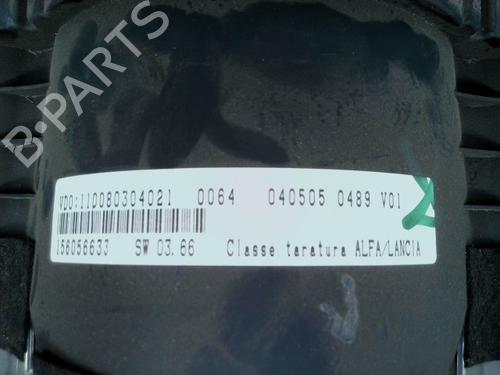 B-PARTS
VDO:110080304021 0064 040505 0489 V01
156056633 SW 03.66 Classe taratura ALFA/LANCIA